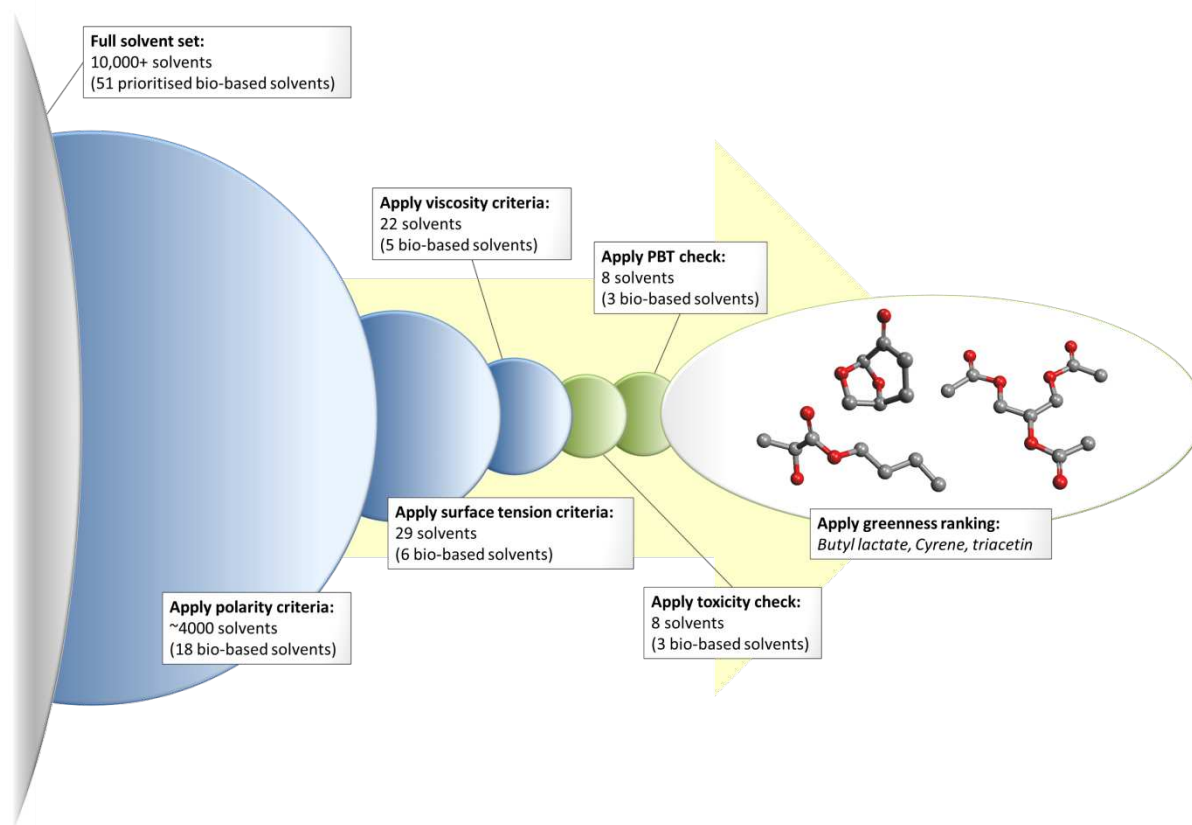 Full solvent set:
10,000+ solvents
(51 prioritised bio-based solvents)
Apply polarity criteria:
~4000 solvents
(18 bio-based solvents)
Apply surface tension criteria:
29 solvents
(6 bio-based solvents)
Apply viscosity criteria:
22 solvents
(5 bio-based solvents)
Apply toxicity check:
8 solvents
(3 bio-based solvents)
Apply PBT check:
8 solvents
(3 bio-based solvents)
Apply greenness ranking:
Butyl lactate, Cyrene, triacetin